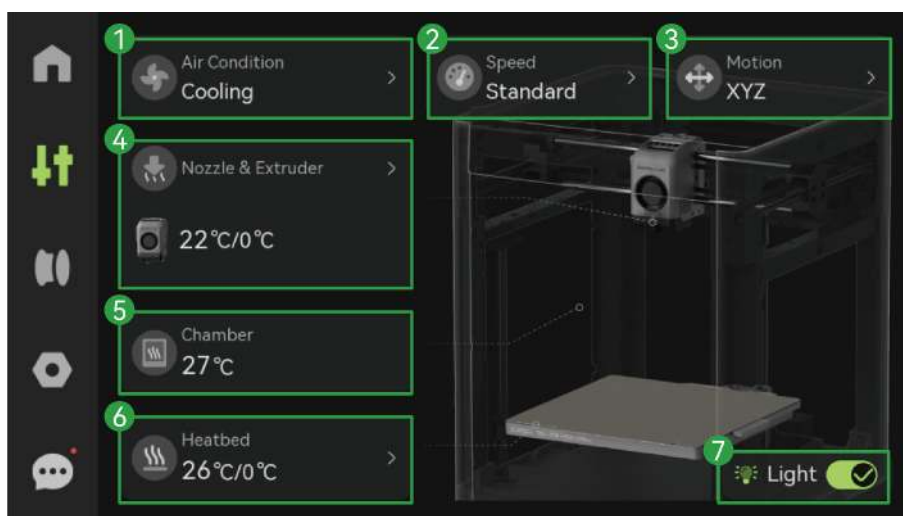 1
Air Condition
Cooling
2
Speed
Standard
3
Motion
XYZ
4
Nozzle & Extruder
22℃/0℃
5
Chamber
27℃
6
Heatbed
26℃/0℃
7
Light